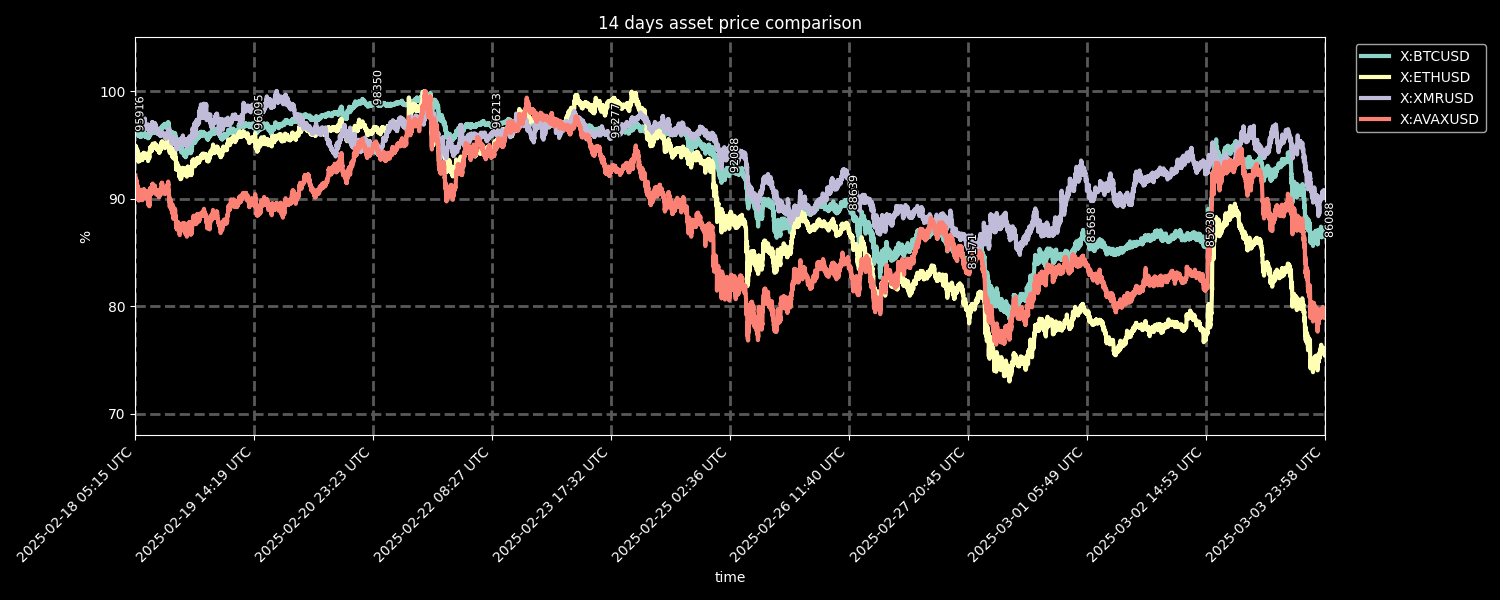 14 days asset price comparison
X:BTCUSD
X:ETHUSD
X:XMRUSD
X:AVAXUSD
100
90
80
70
%
95916
96095
98350
96213
95277
92088
88639
83171
85658
85230
86088
2025-02-18 05:15 UTC
2025-02-19 14:19 UTC
2025-02-20 23:23 UTC
2025-02-22 08:27 UTC
2025-02-23 17:32 UTC
2025-02-25 02:36 UTC
2025-02-26 11:40 UTC
2025-02-27 20:45 UTC
2025-03-01 05:49 UTC
2025-03-02 14:53 UTC
2025-03-03 23:58 UTC
time